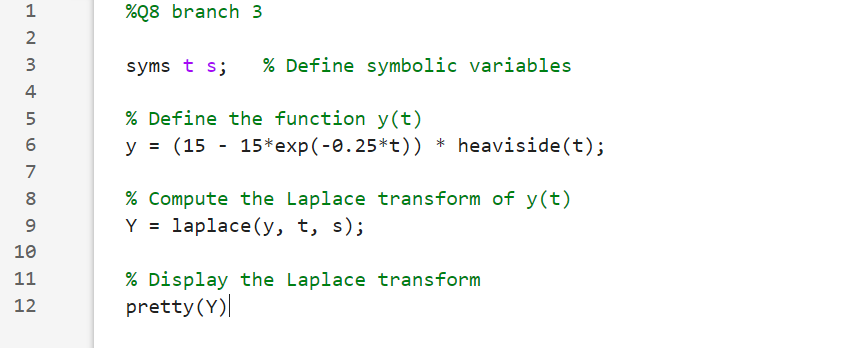 1 %Q8 branch 3
2
3 syms t s;   % Define symbolic variables
4
5 % Define the function y(t)
6 y = (15 - 15*exp(-0.25*t)) * heaviside(t);
7
8 % Compute the Laplace transform of y(t)
9 Y = laplace(y, t, s);
10
11 % Display the Laplace transform
12 pretty(Y)